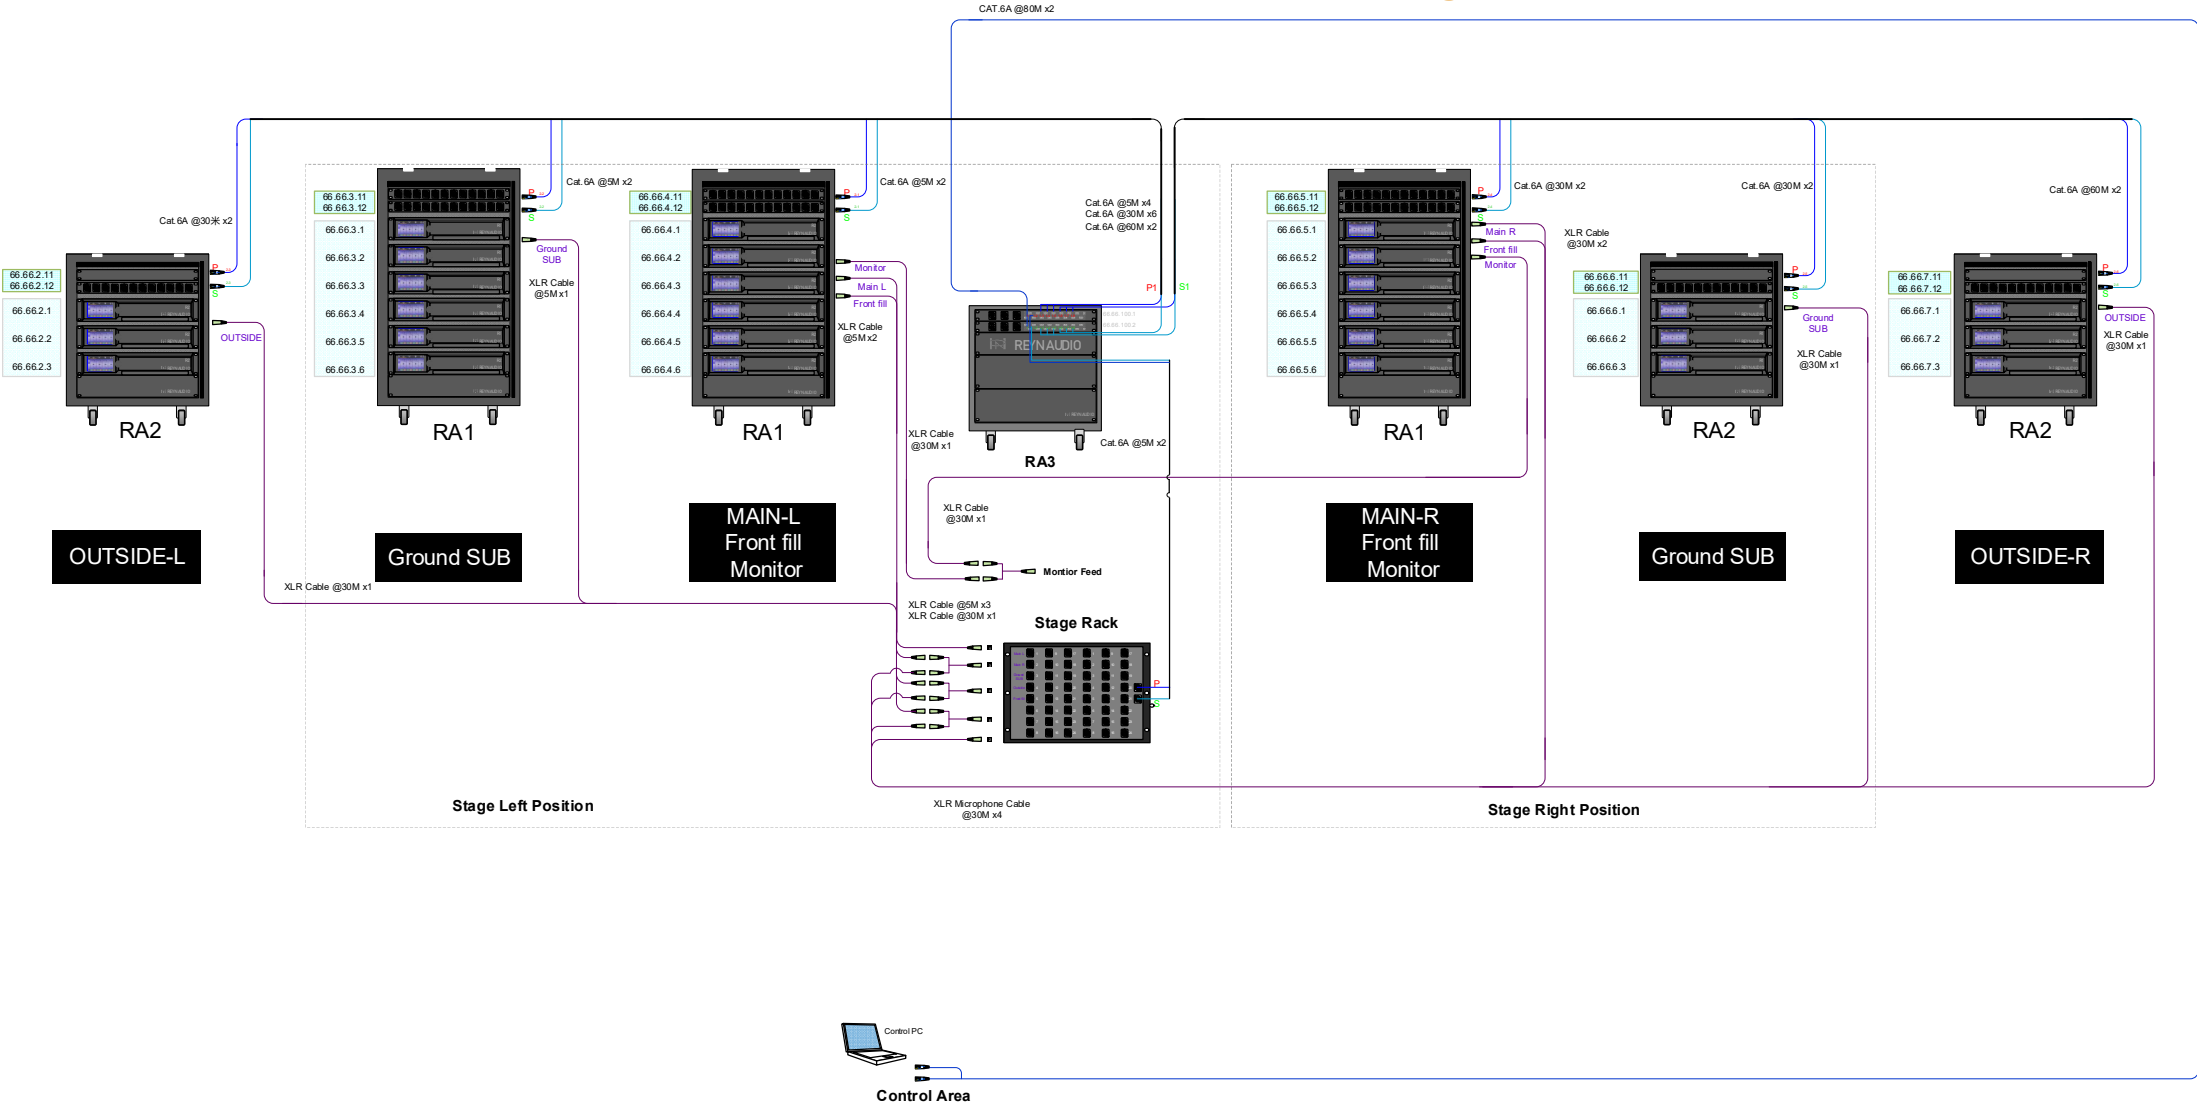 CAT.6A @80M x2
Cat.6A @30米 x2
66.66.2.11
66.66.2.12
66.66.2.1
66.66.2.2
66.66.2.3
P
S
OUTSIDE
RA2
OUTSIDE-L
XLR Cable @30M x1
66.66.3.11
66.66.3.12
66.66.3.1
66.66.3.2
66.66.3.3
66.66.3.4
66.66.3.5
66.66.3.6
P
S
Cat.6A @5M x2
Ground
SUB
XLR Cable
@5M x1
RA1
Ground SUB
66.66.4.11
66.66.4.12
66.66.4.1
66.66.4.2
66.66.4.3
66.66.4.4
66.66.4.5
66.66.4.6
P
S
Cat.6A @5M x2
Monitor
Main L
Front fill
XLR Cable
@5M x2
RA1
MAIN-L
Front fill
Monitor
Cat.6A @5M x4
Cat.6A @30M x6
Cat.6A @60M x2
P1
S1
66.66.190.1
66.66.190.2
REYNAUDIO
RA3
Cat.6A @5M x2
XLR Cable
@30M x1
XLR Cable
@30M x1
Montior Feed
XLR Cable @5M x3
XLR Cable @30M x1
Stage Rack
P
S
XLR Microphone Cable
@30M x4
Stage Left Position
66.66.5.11
66.66.5.12
66.66.5.1
66.66.5.2
66.66.5.3
66.66.5.4
66.66.5.5
66.66.5.6
P
S
Cat.6A @30M x2
Main R
Front fill
Monitor
XLR Cable
@30M x2
RA1
MAIN-R
Front fill
Monitor
66.66.6.11
66.66.6.12
66.66.6.1
66.66.6.2
66.66.6.3
Cat.6A @30M x2
P
S
Ground
SUB
XLR Cable
@30M x1
RA2
Ground SUB
Stage Right Position
66.66.7.11
66.66.7.12
66.66.7.1
66.66.7.2
66.66.7.3
Cat.6A @60M x2
P
S
OUTSIDE
XLR Cable
@30M x1
RA2
OUTSIDE-R
Control PC
Control Area